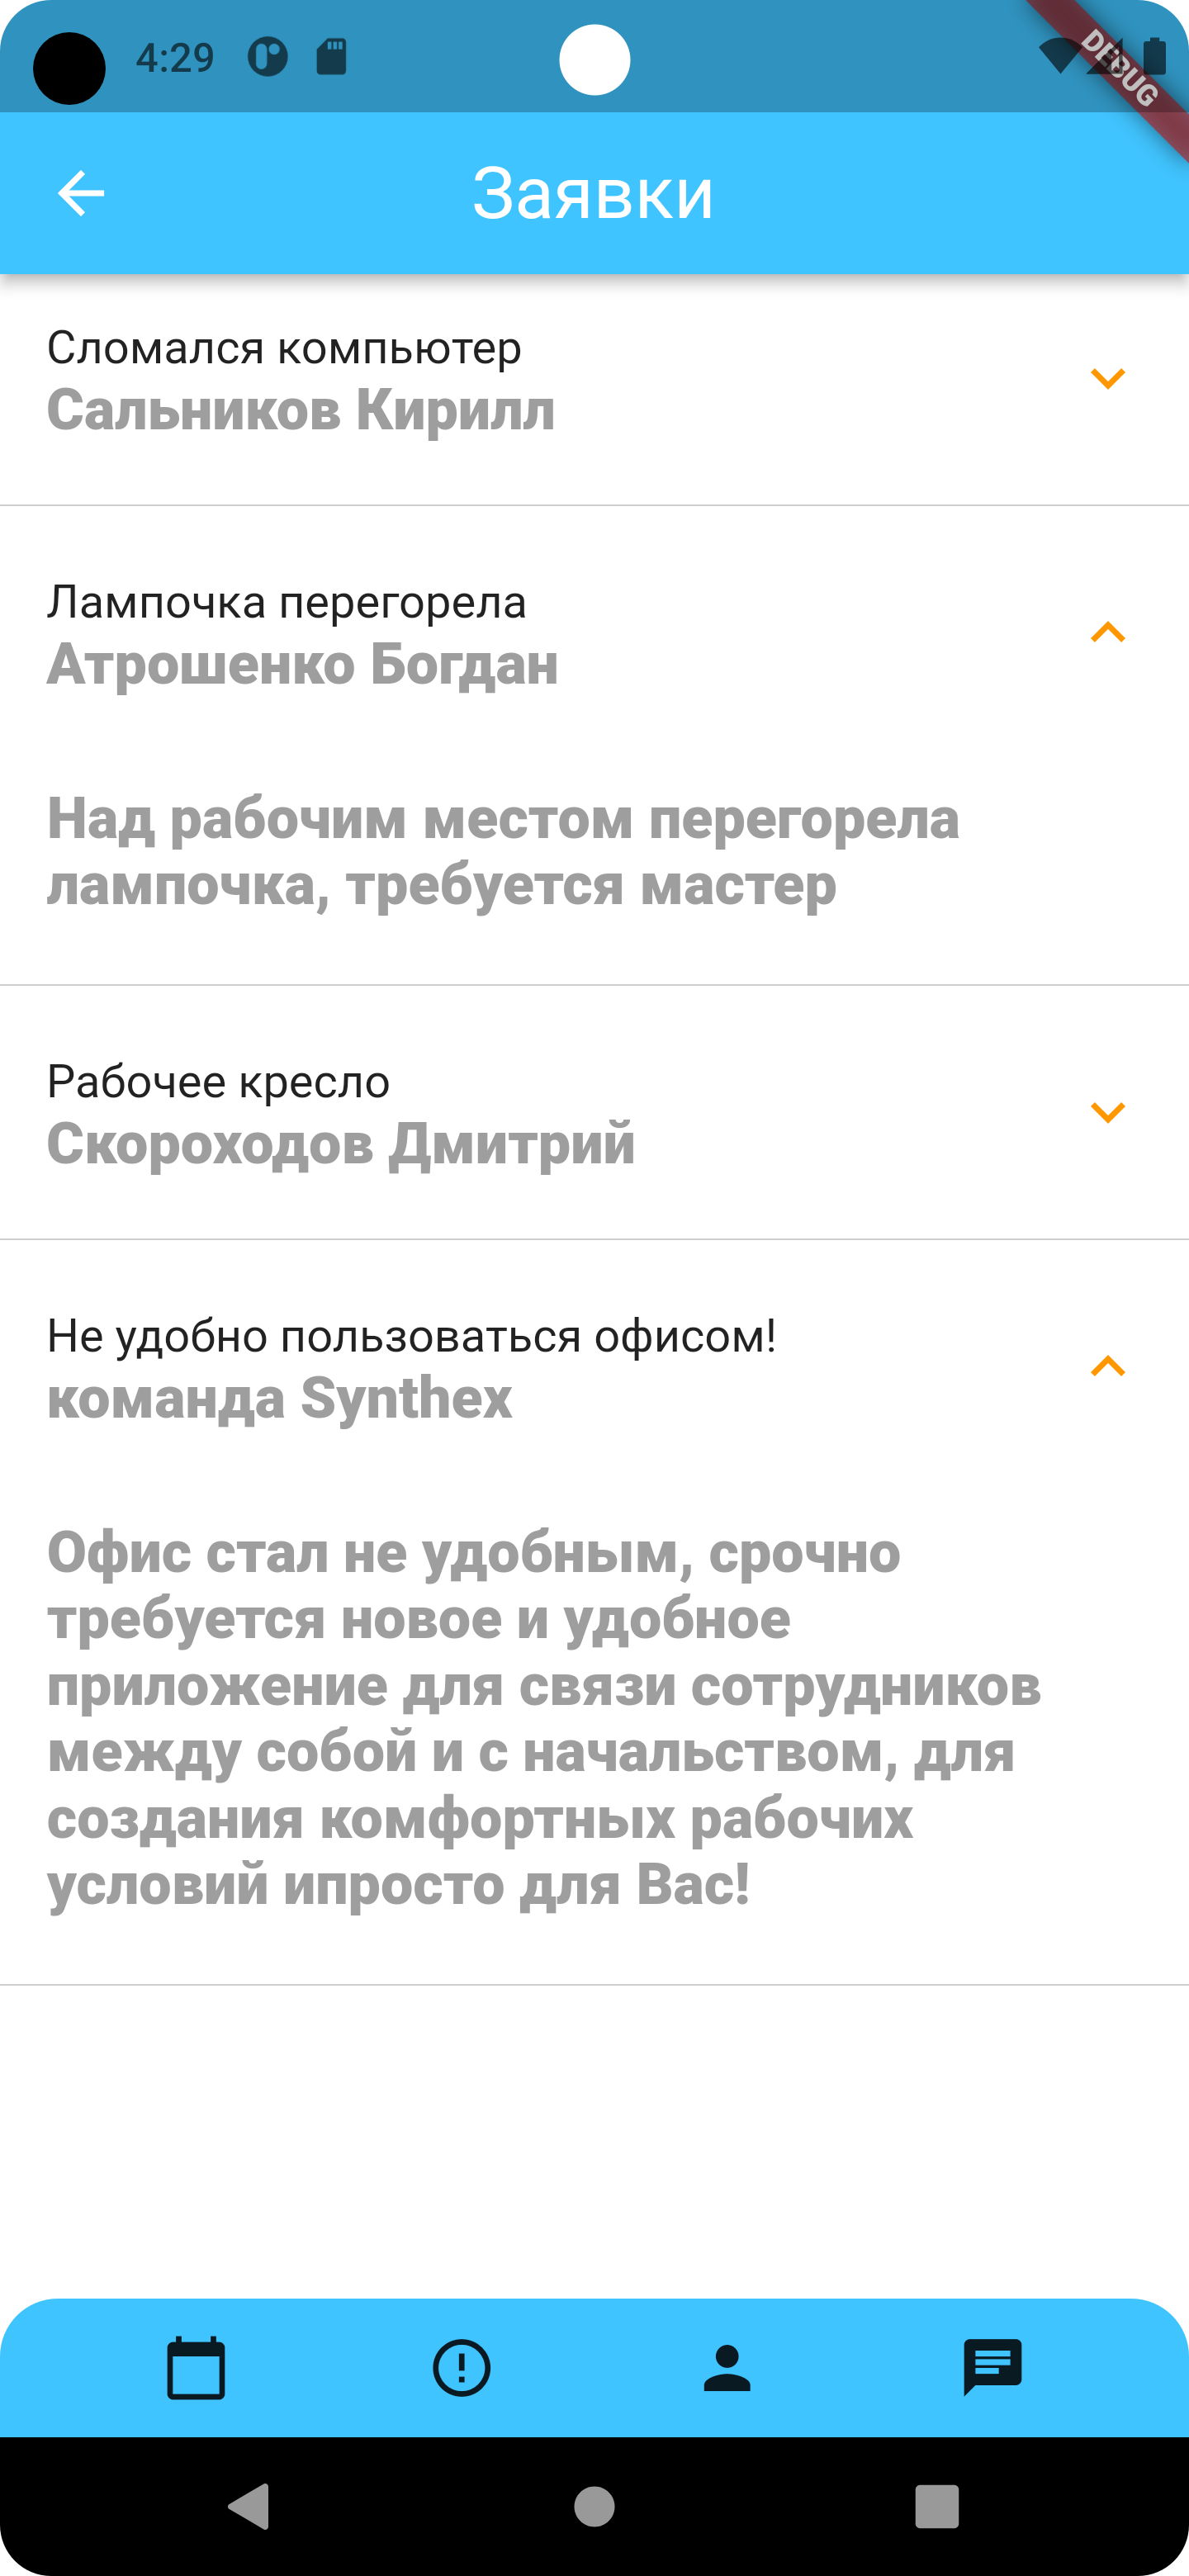 4:29
DEBUG
Заявки
Сломался компьютер
Сальников Кирилл
Лампочка перегорела
Атрошенко Богдан
Над рабочим местом перегорела
лампочка, требуется мастер
Рабочее кресло
Скороходов Дмитрий
Не удобно пользоваться офисом!
команда Synthex
Офис стал не удобным, срочно
требуется новое и удобное
приложение для связи сотрудников
между собой и с начальством, для
создания комфортных рабочих
условий ипросто для Вас!